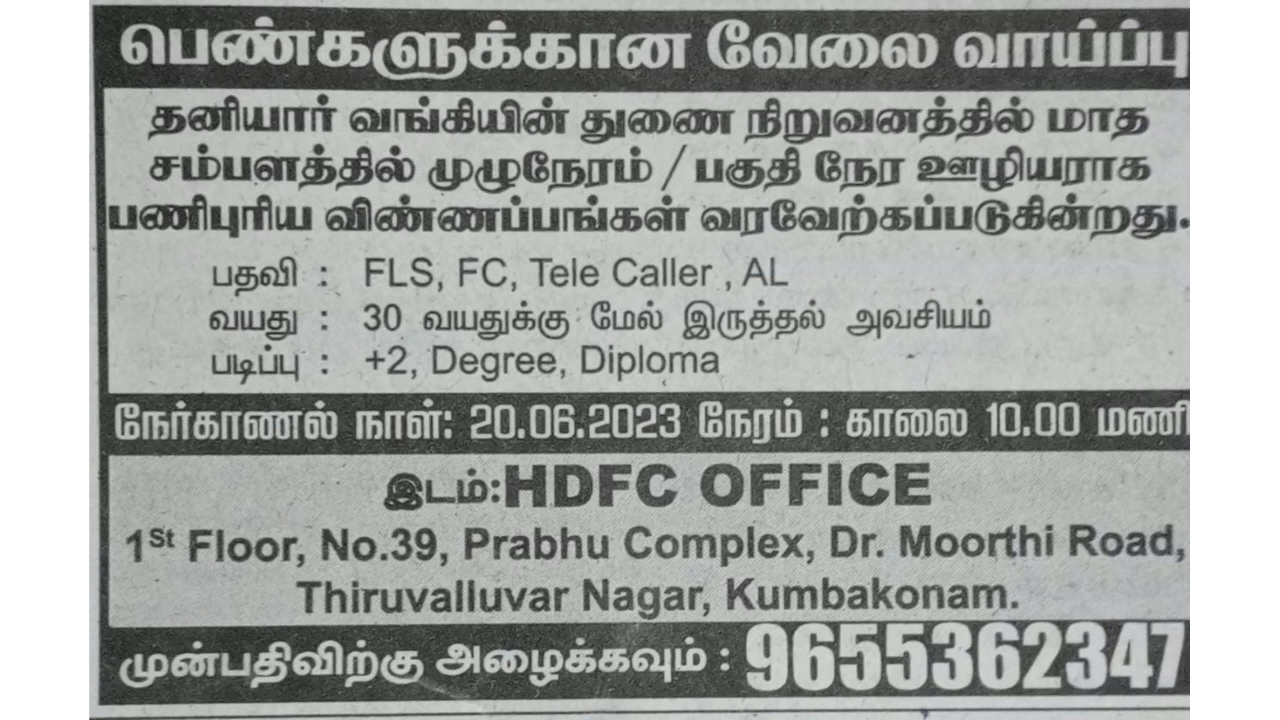 பெண்களுக்கான வேலை வாய்ப்பு
தனியார் வங்கியின் துணை நிறுவனத்தில் மாத
சம்பளத்தில் முழுநேரம் / பகுதி நேர ஊழியராக
பணிபுரிய விண்ணப்பங்கள் வரவேற்கப்படுகின்றது.
பதவி : FLS, FC, Tele Caller , AL
வயது : 30 வயதுக்கு மேல் இருத்தல் அவசியம்
படிப்பு : +2, Degree, Diploma
நேர்காணல் நாள்: 20.06.2023 நேரம் : காலை 10.00 மணி
இடம்:HDFC OFFICE
1St Floor, No.39, Prabhu Complex, Dr. Moorthi Road,
Thiruvalluvar Nagar, Kumbakonam.
முன்பதிவிற்கு அழைக்கவும் : 9655362347